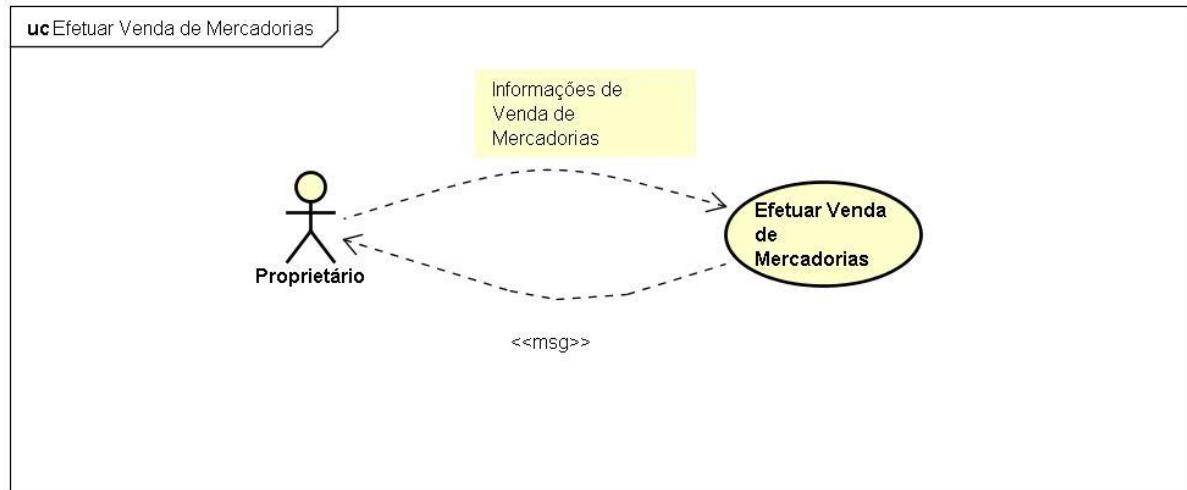 uc Efetuar Venda de Mercadorias
Informações de
Venda de
Mercadorias
Efetuar Venda
de
Mercadorias
Proprietário
<<msg>>